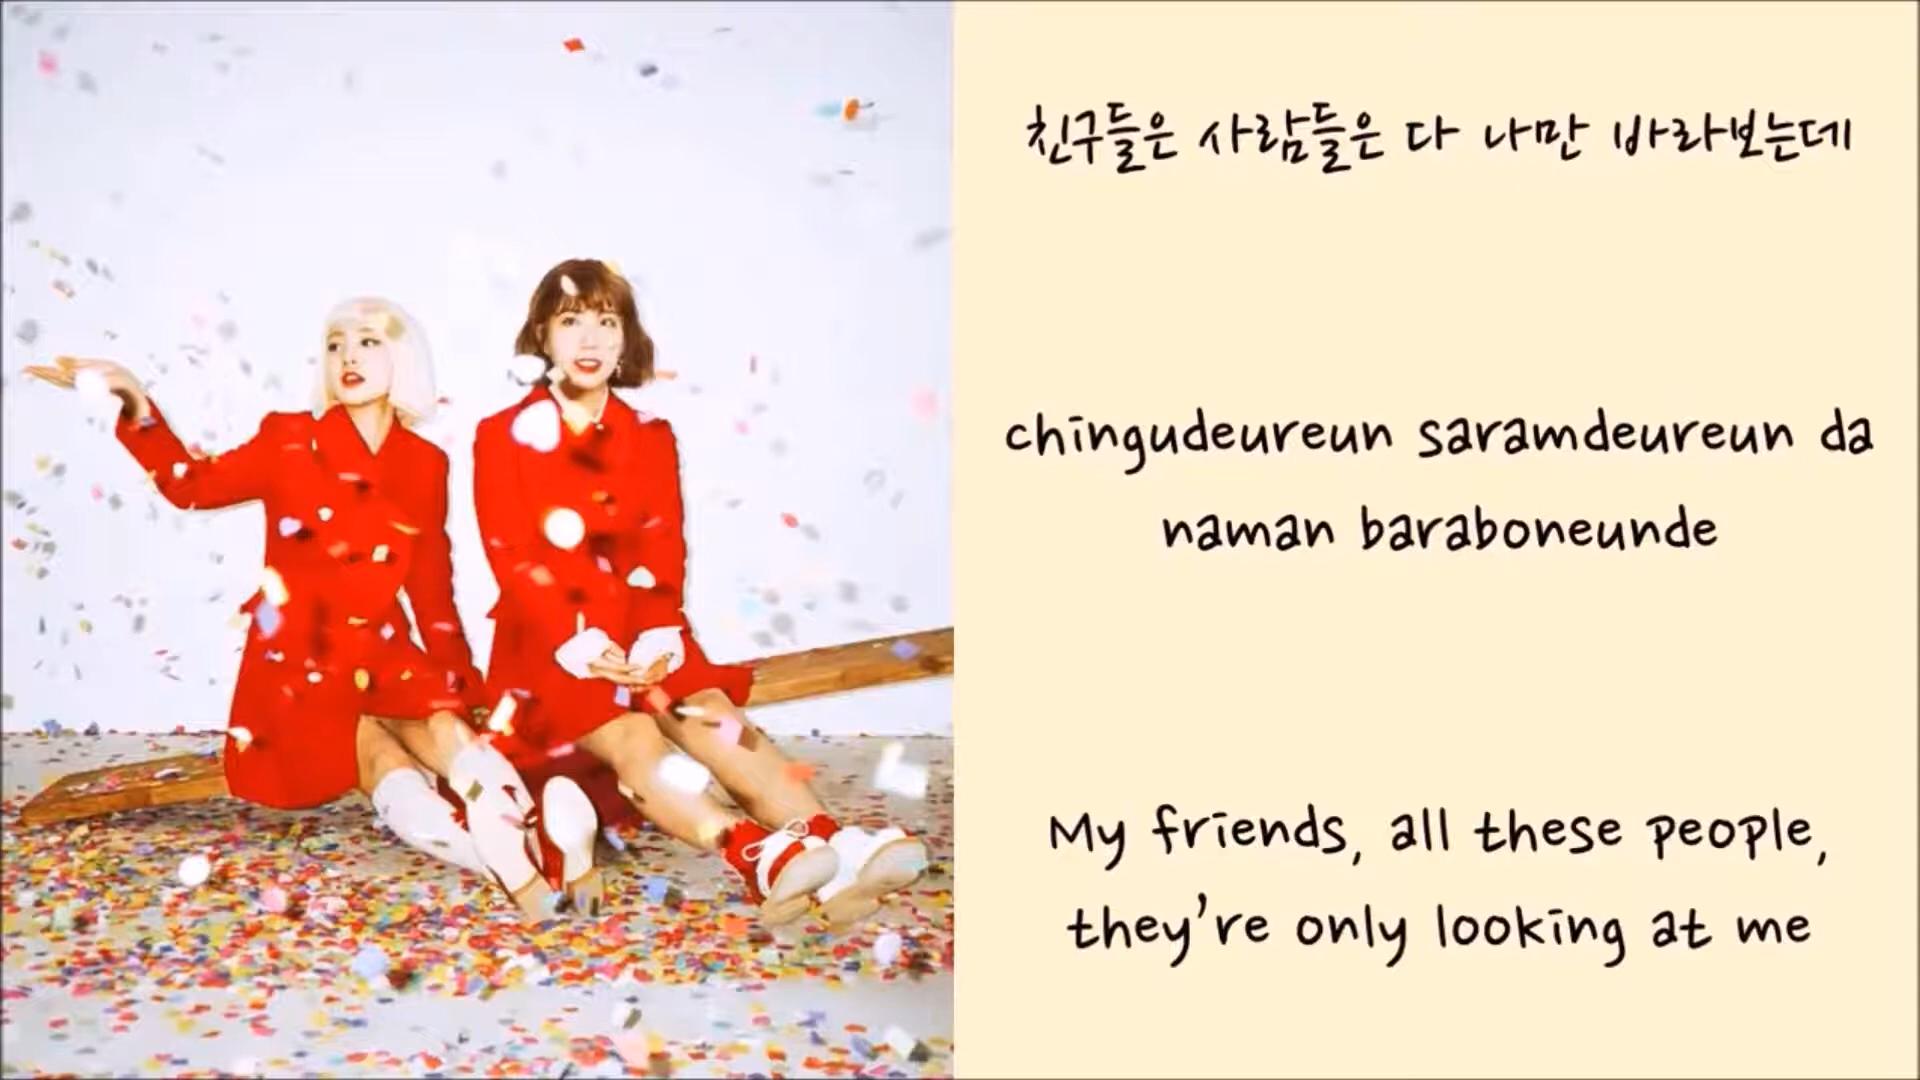 친구들은 사람들은 다 나만 바라보는데
chingudeureun saramdeureun da
naman baraboneunde
My friends, all these people,
they're only looking at me